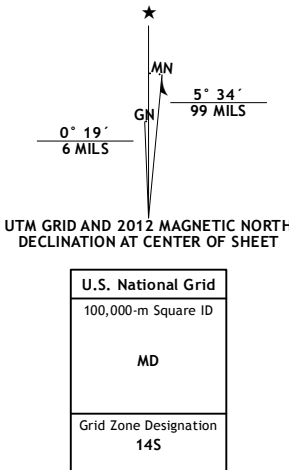 ★
MN
GN
5° 34´
99 MILS
0° 19´
6 MILS
UTM GRID AND 2012 MAGNETIC NORTH
DECLINATION AT CENTER OF SHEET
U.S. National Grid
100,000-m Square ID
MD
Grid Zone Designation
14S